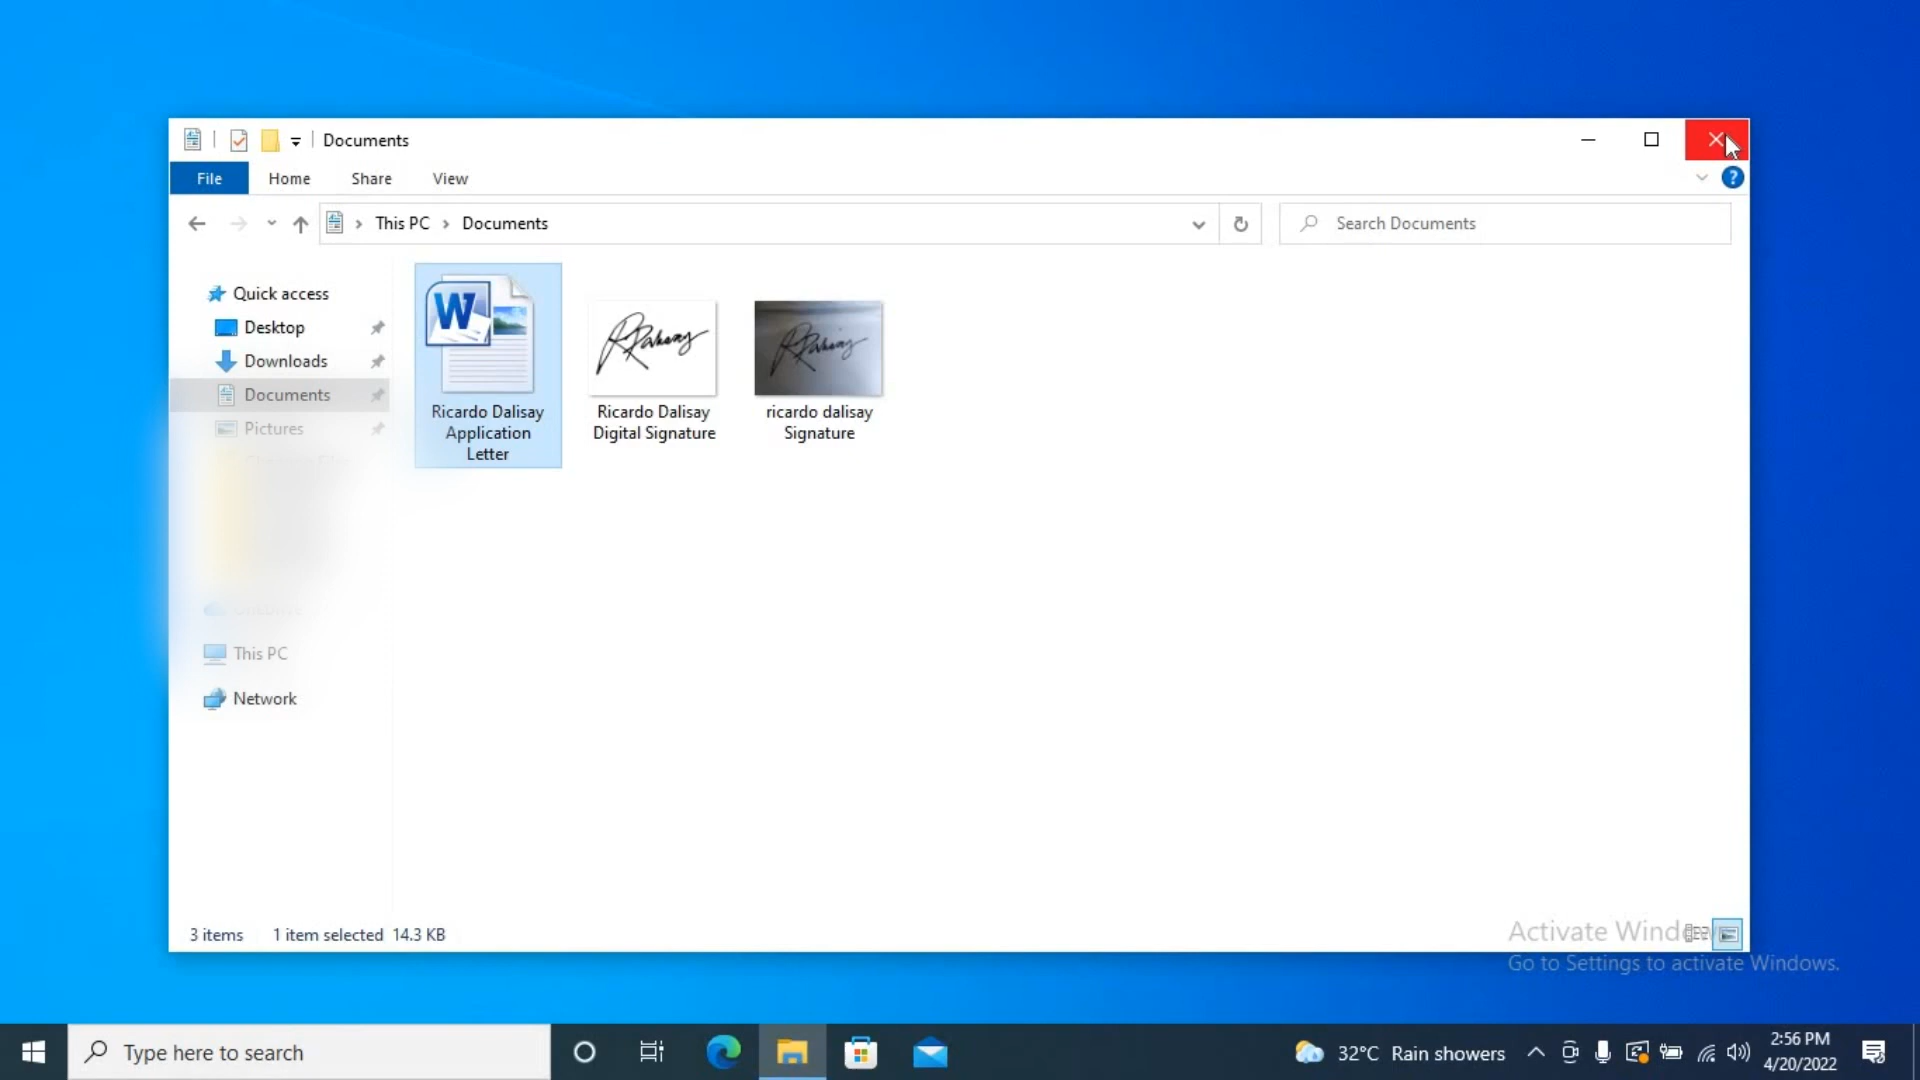 Documents
File Home Share View
This PC Documents
Search Documents
Quick access
Desktop
Downloads
Documents
Pictures
This PC
Network
W
Ricardo Dalisay
Application
Letter
Ricardo Dalisay
Digital Signature
ricardo dalisay
Signature
3 items 1 item selected 14.3 KB
Activate Windows
Go to Settings to activate Windows.
Type here to search
32°C Rain showers
2:56 PM
4/20/2022